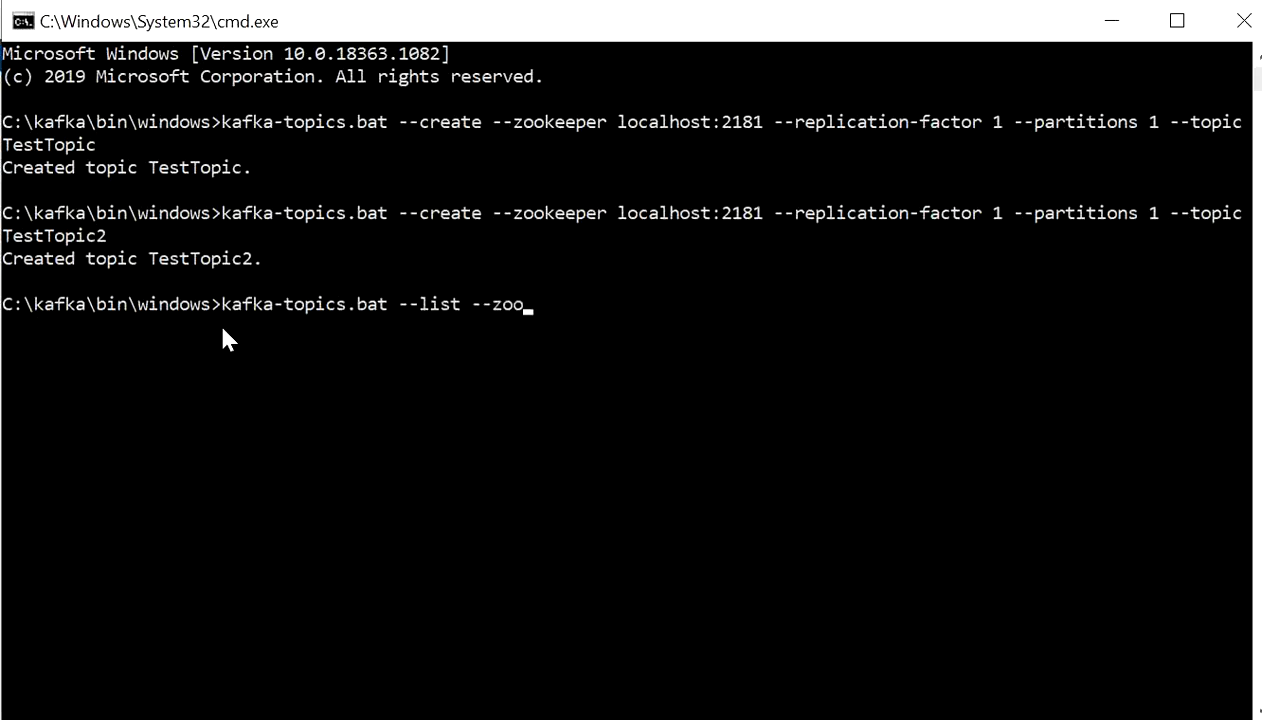 C:\Windows\System32\cmd.exe
Microsoft Windows [Version 10.0.18363.1082]
(c) 2019 Microsoft Corporation. All rights reserved.
C:\kafka\bin\windows>kafka-topics.bat --create --zookeeper localhost:2181 --replication-factor 1 --partitions 1 --topic
TestTopic
Created topic TestTopic.
C:\kafka\bin\windows>kafka-topics.bat --create --zookeeper localhost:2181 --replication-factor 1 --partitions 1 --topic
TestTopic2
Created topic TestTopic2.
C:\kafka\bin\windows>kafka-topics.bat --list --zoo